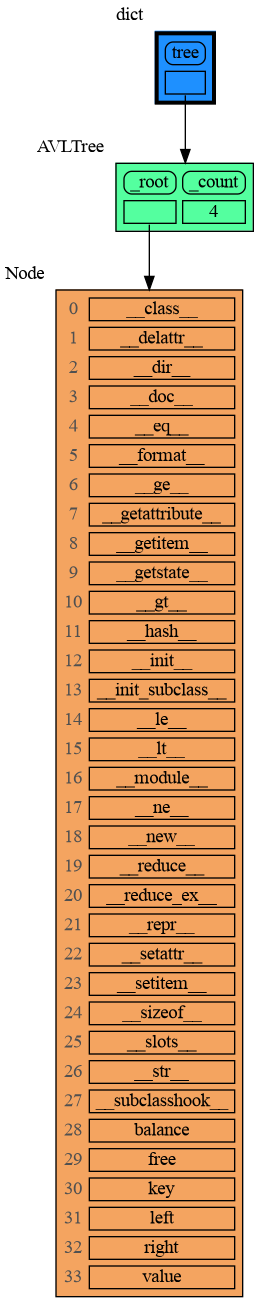 dict
tree
AVLTree
_root _count
4
Node
0 __class__
1 __delattr__
2 __dir__
3 __doc__
4 __eq__
5 __format__
6 __ge__
7 __getattribute__
8 __getitem__
9 __getstate__
10 __gt__
11 __hash__
12 __init__
13 __init_subclass__
14 __le__
15 __lt__
16 __module__
17 __ne__
18 __new__
19 __reduce__
20 __reduce_ex__
21 __repr__
22 __setattr__
23 __setitem__
24 __sizeof__
25 __slots__
26 __str__
27 __subclasshook__
28 balance
29 free
30 key
31 left
32 right
33 value